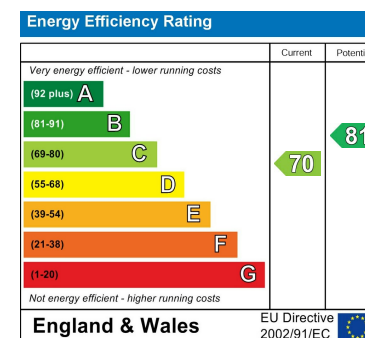 Energy Efficiency Rating
Current Potenti
Very energy efficient - lower running costs
(92 plus) A
(81-91) B
(69-80) C
(55-68) D
(39-54) E
(21-38) F
(1-20) G
70
81
Not energy efficient - higher running costs
England & Wales
EU Directive
2002/91/EC